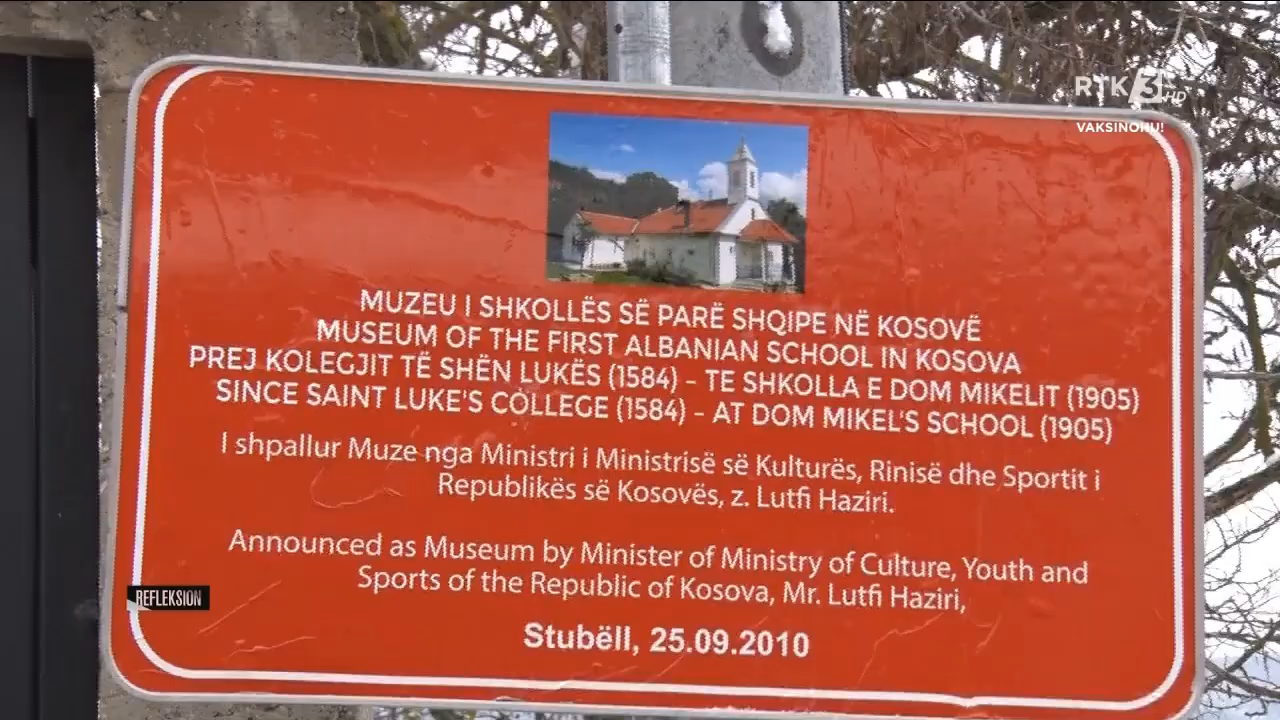 RTK 3 HD
VAKSINOHU!
MUZEU I SHKOLLËS SË PARË SHQIPE NË KOSOVË
MUSEUM OF THE FIRST ALBANIAN SCHOOL IN KOSOVA
PREJ KOLEGJIT TË SHËN LUKËS (1584) – TE SHKOLLA E DOM MIKELIT (1905)
SINCE SAINT LUKE'S COLLEGE (1584) – AT DOM MIKEL'S SCHOOL (1905)
I shpallur Muze nga Ministri i Ministrisë së Kulturës, Rinisë dhe Sportit i
Republikës së Kosovës, z. Lutfi Haziri.
Announced as Museum by Minister of Ministry of Culture, Youth and
Sports of the Republic of Kosova, Mr. Lutfi Haziri,
Stubëll, 25.09.2010
REFLEKSION